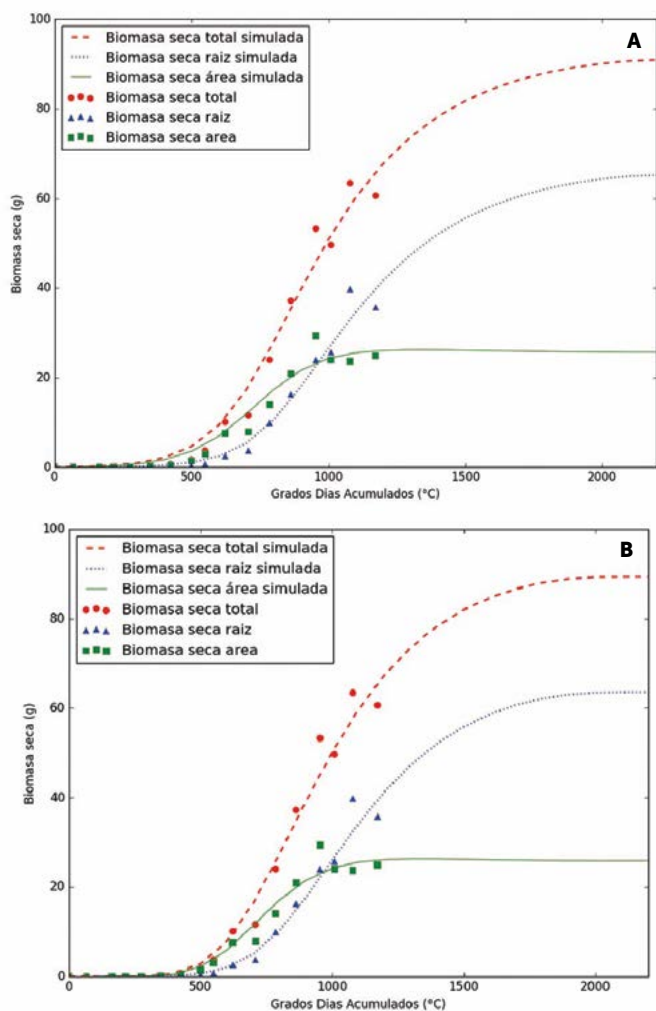 A
Biomasa seca total simulada
Biomasa seca raiz simulada
Biomasa seca área simulada
Biomasa seca total
Biomasa seca raiz
Biomasa seca area
100
80
60
40
20
0
Biomasa seca (g)
0 500 1000 1500 2000
Grados Dias Acumulados (°C)
B
Biomasa seca total simulada
Biomasa seca raíz simulada
Biomasa seca área simulada
Biomasa seca total
Biomasa seca raiz
Biomasa seca area
100
80
60
40
20
0
Biomasa seca (g)
0 500 1000 1500 2000
Grados Dias Acumulados (°C)